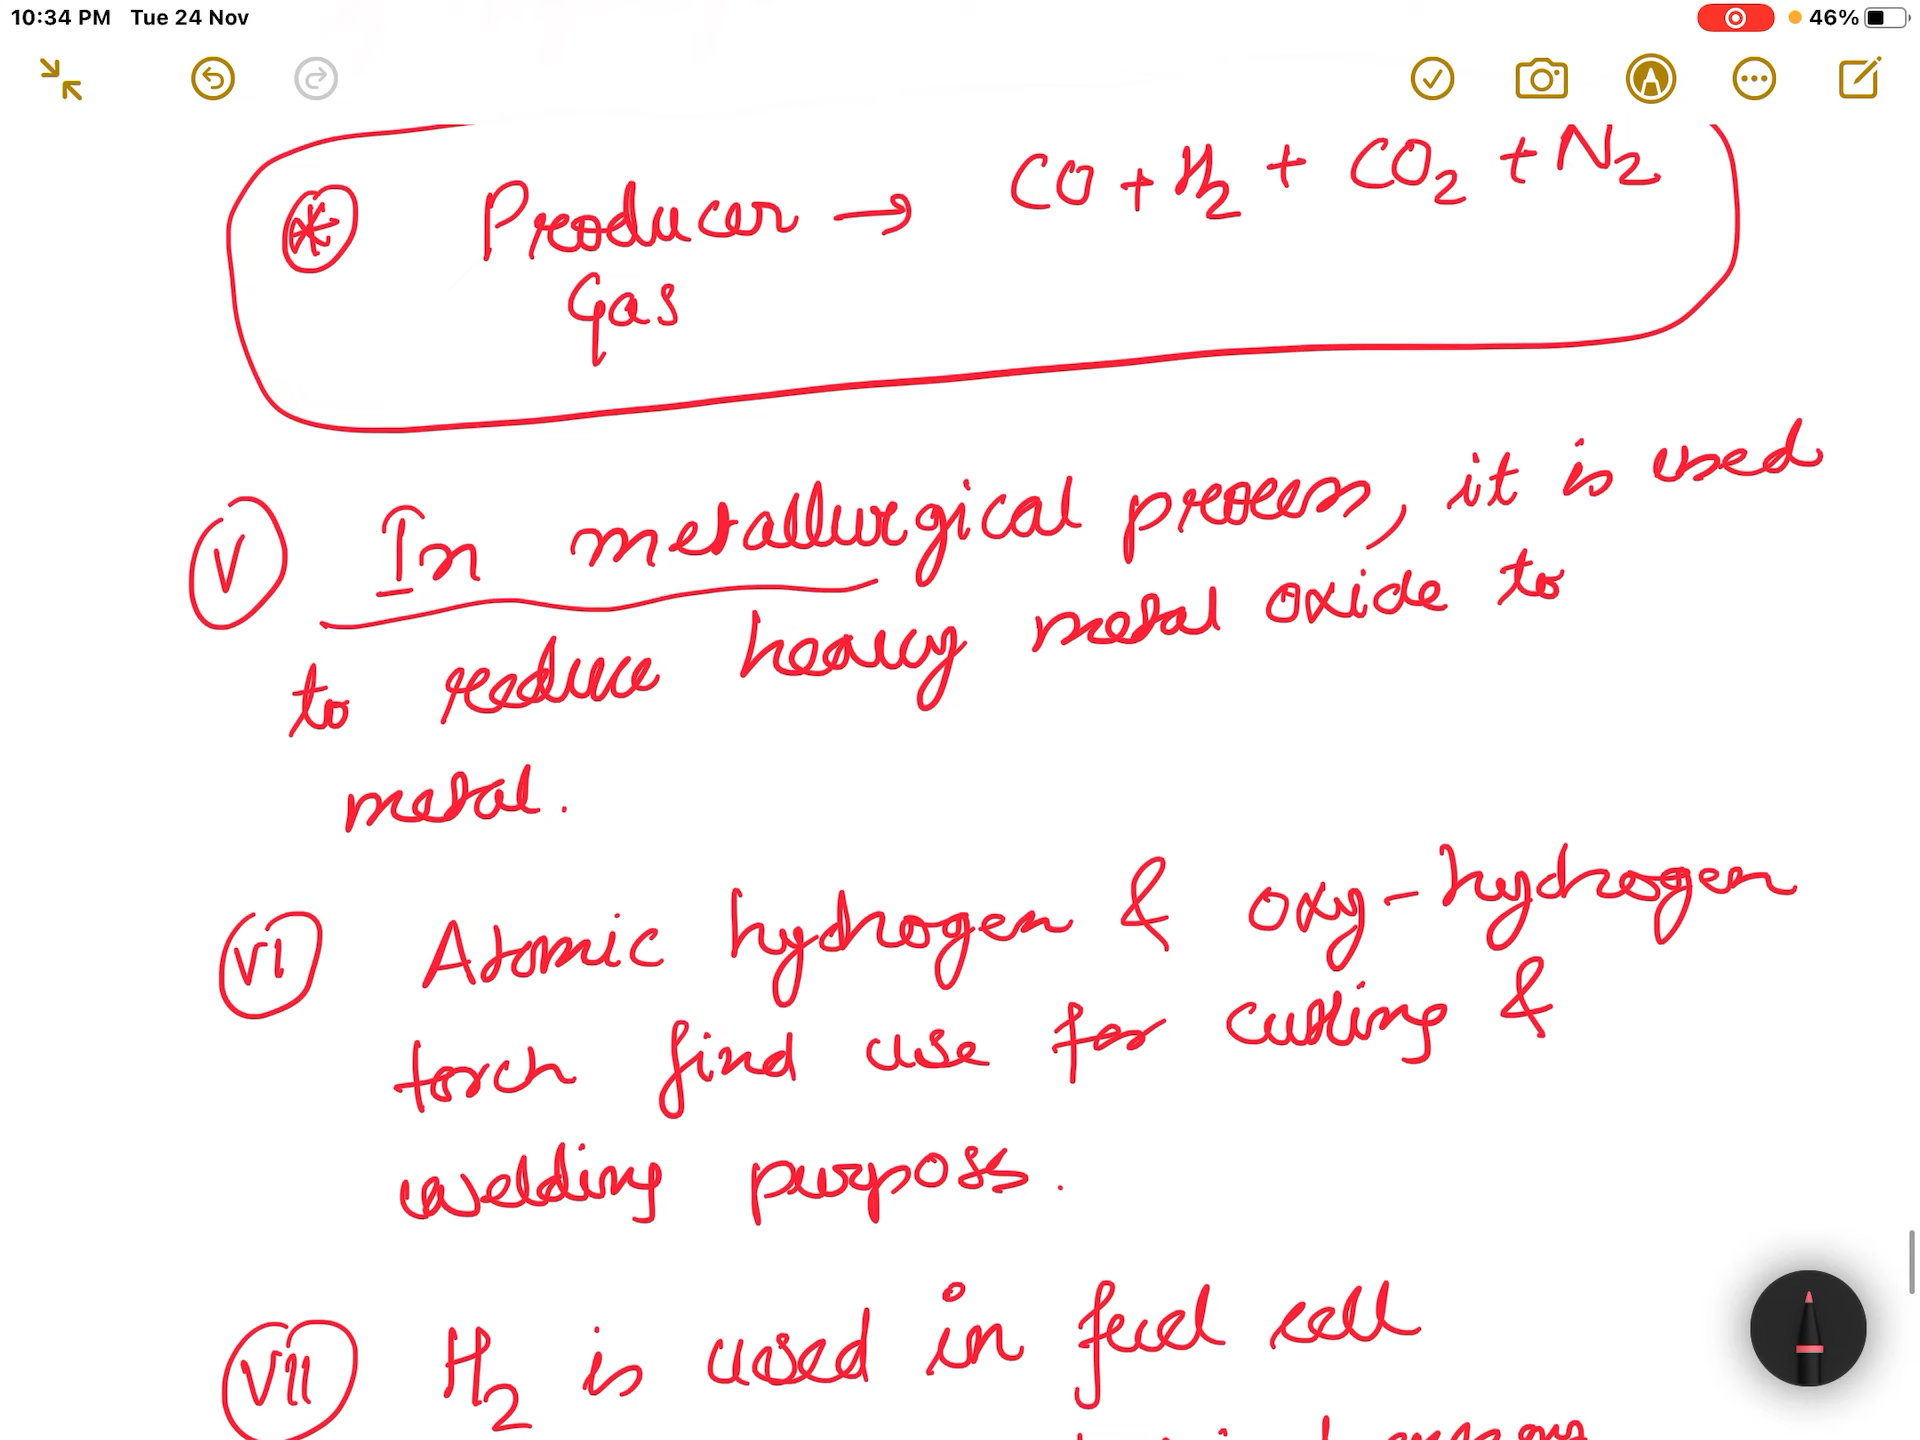 10:34 PM Tue 24 Nov 46%
* Producer → CO + H2 + CO2 + N2
Gas
V In metallurgical process, it is used
to reduce heavy metal oxide to
metal.
VI Atomic hydrogen & oxy-hydrogen
torch find use for cutting &
welding purposs.
VII H2 is used in fuel cell